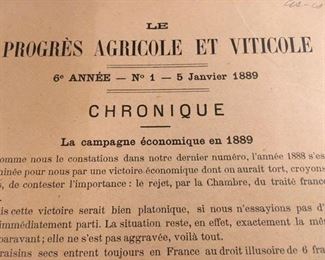 LE
PROGRÈS AGRICOLE ET VITICOLE
6e ANNÉE — No 1 — 5 Janvier 1889
CHRONIQUE
La campagne économique en 1889
omme nous le constations dans notre dernier numéro, l'année 1888 s'es
minée pour nous par une victoire économique dont on aurait tort, croyons
, de contester l'importance : le rejet, par la Chambre, du traité franc
.
is cette victoire serait bien platonique, si nous n'essayions pas d'
immédiatement parti. La situation reste, en effet, exactement la mê
paravant ; elle ne s'est pas aggravée, voilà tout.
raisins secs entrent toujours en France au droit illusoire de 6 fra